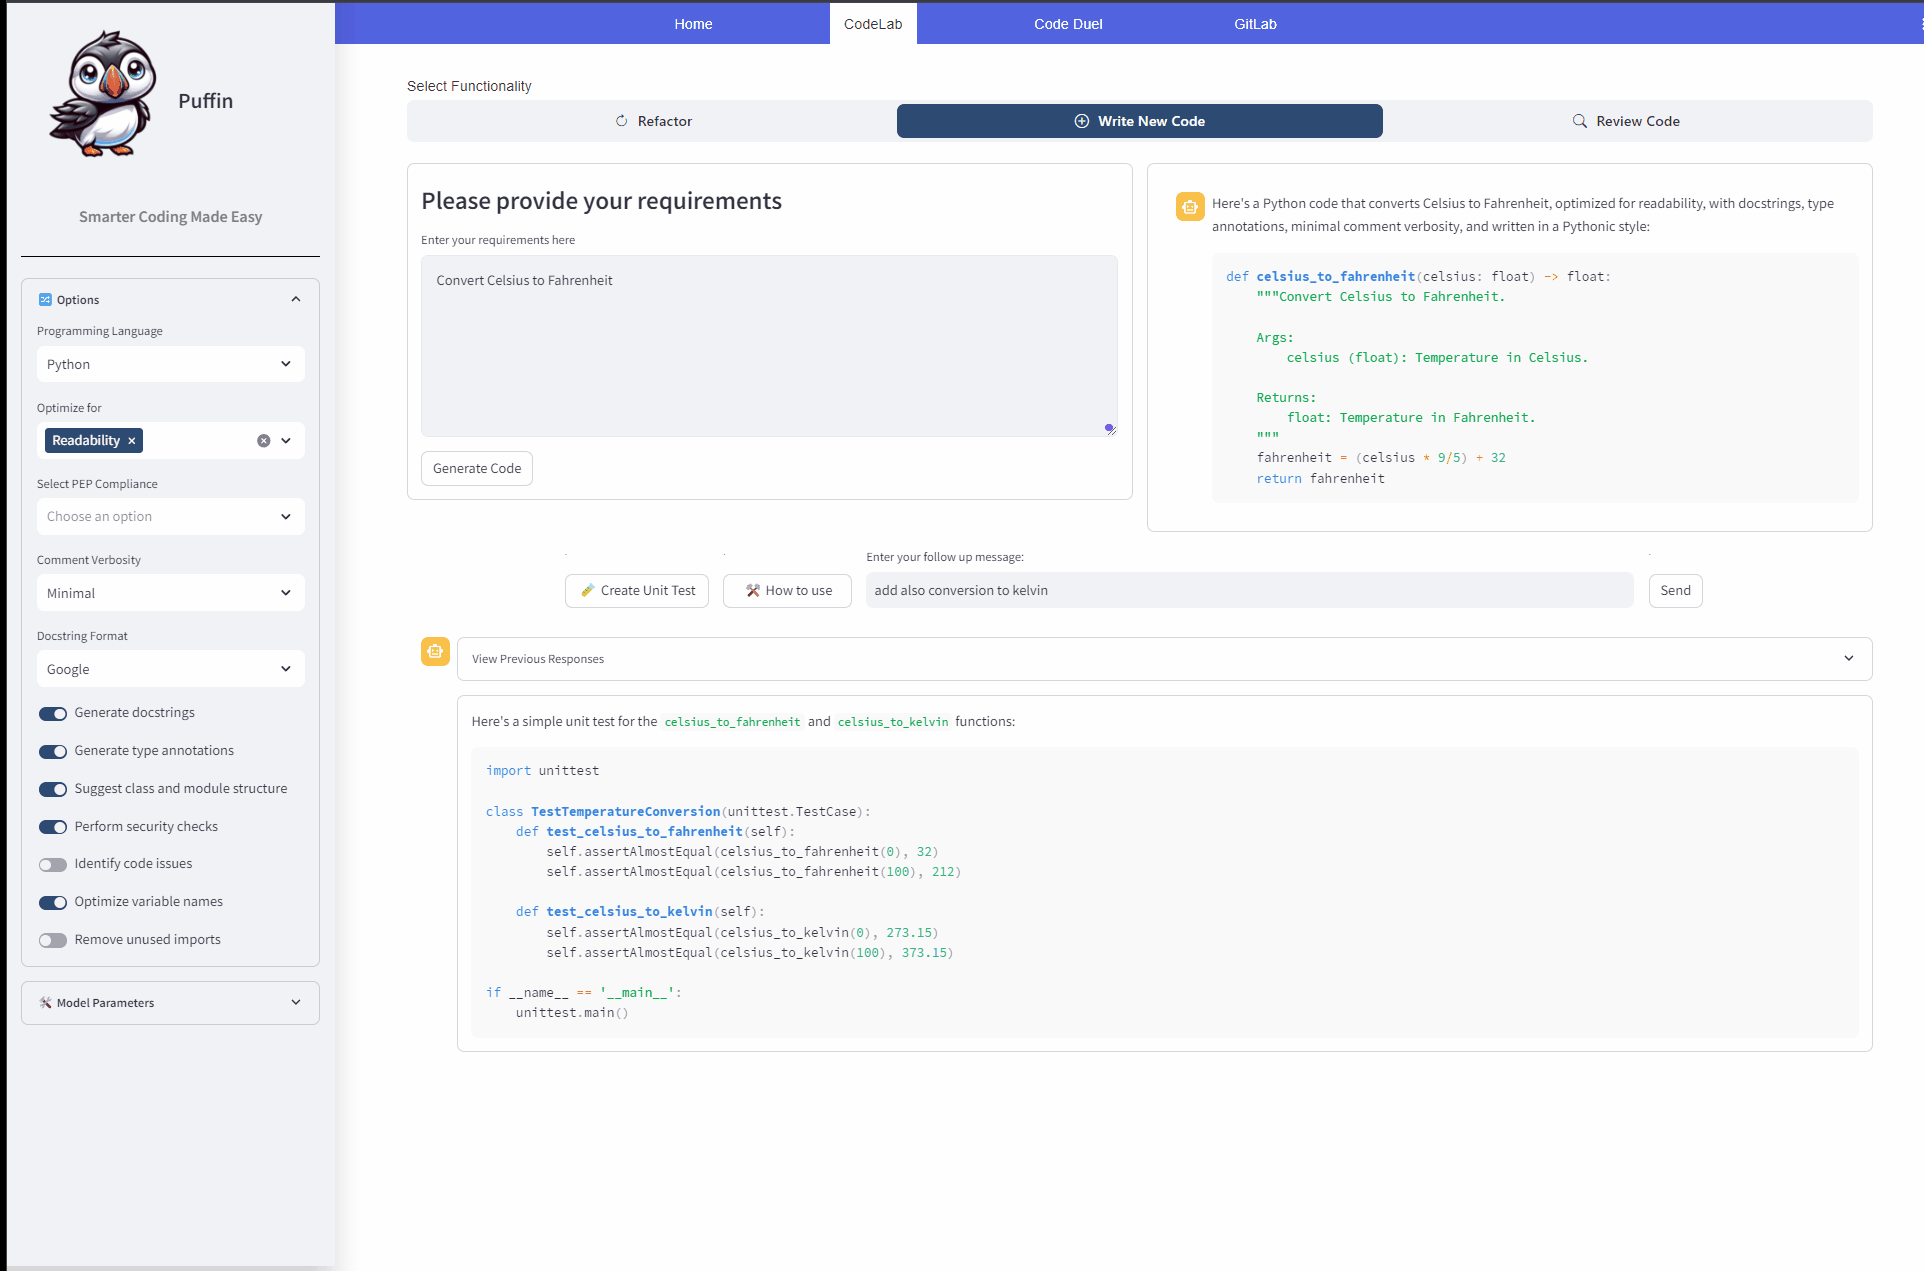 Puffin
Smarter Coding Made Easy
Options
Programming Language
Python
Optimize for
Readability ×
Select PEP Compliance
Choose an option
Comment Verbosity
Minimal
Docstring Format
Google
Generate docstrings
Generate type annotations
Suggest class and module structure
Perform security checks
Identify code issues
Optimize variable names
Remove unused imports
Model Parameters
Home CodeLab Code Duel GitLab
Select Functionality
Refactor Write New Code Review Code
Please provide your requirements
Enter your requirements here
Convert Celsius to Fahrenheit
Generate Code
Here's a Python code that converts Celsius to Fahrenheit, optimized for readability, with docstrings, type
annotations, minimal comment verbosity, and written in a Pythonic style:
def celsius_to_fahrenheit(celsius: float) -> float:
    """Convert Celsius to Fahrenheit.
    Args:
        celsius (float): Temperature in Celsius.
    Returns:
        float: Temperature in Fahrenheit.
    """
    fahrenheit = (celsius * 9/5) + 32
    return fahrenheit
Create Unit Test
How to use
Enter your follow up message:
add also conversion to kelvin
Send
View Previous Responses
Here's a simple unit test for the celsius_to_fahrenheit and celsius_to_kelvin functions:
import unittest
class TestTemperatureConversion(unittest.TestCase):
    def test_celsius_to_fahrenheit(self):
        self.assertAlmostEqual(celsius_to_fahrenheit(0), 32)
        self.assertAlmostEqual(celsius_to_fahrenheit(100), 212)
    def test_celsius_to_kelvin(self):
        self.assertAlmostEqual(celsius_to_kelvin(0), 273.15)
        self.assertAlmostEqual(celsius_to_kelvin(100), 373.15)
if __name__ == '__main__':
    unittest.main()